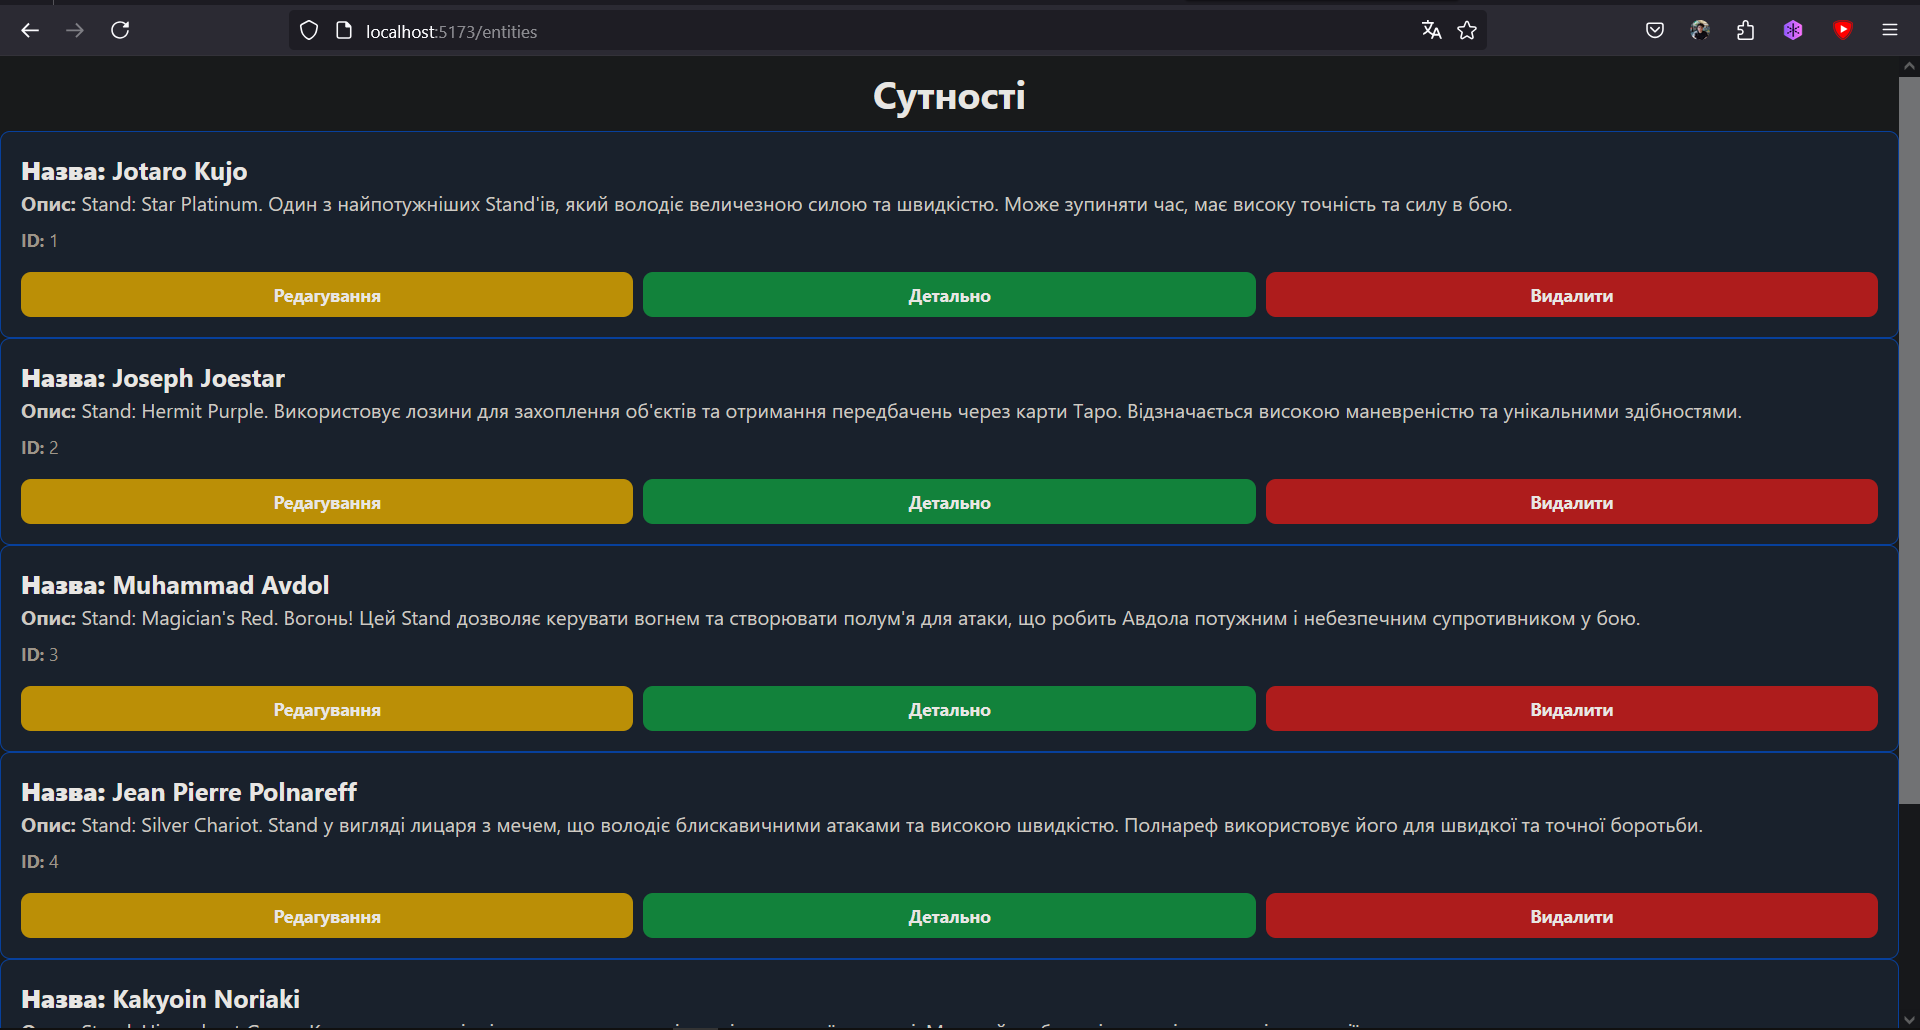 localhost:5173/entities
Сутності
Назва: Jotaro Kujo
Опис: Stand: Star Platinum. Один з найпотужніших Stand'ів, який володіє величезною силою та швидкістю. Може зупиняти час, має високу точність та силу в бою.
ID: 1
Редагування Детально Видалити
Назва: Joseph Joestar
Опис: Stand: Hermit Purple. Використовує лозини для захоплення об'єктів та отримання передбачень через карти Таро. Відзначається високою маневреністю та унікальними здібностями.
ID: 2
Редагування Детально Видалити
Назва: Muhammad Avdol
Опис: Stand: Magician's Red. Вогонь! Цей Stand дозволяє керувати вогнем та створювати полум'я для атаки, що робить Авдола потужним і небезпечним супротивником у бою.
ID: 3
Редагування Детально Видалити
Назва: Jean Pierre Polnareff
Опис: Stand: Silver Chariot. Stand у вигляді лицаря з мечем, що володіє блискавичними атаками та високою швидкістю. Полнареф використовує його для швидкої та точної боротьби.
ID: 4
Редагування Детально Видалити
Назва: Kakyoin Noriaki